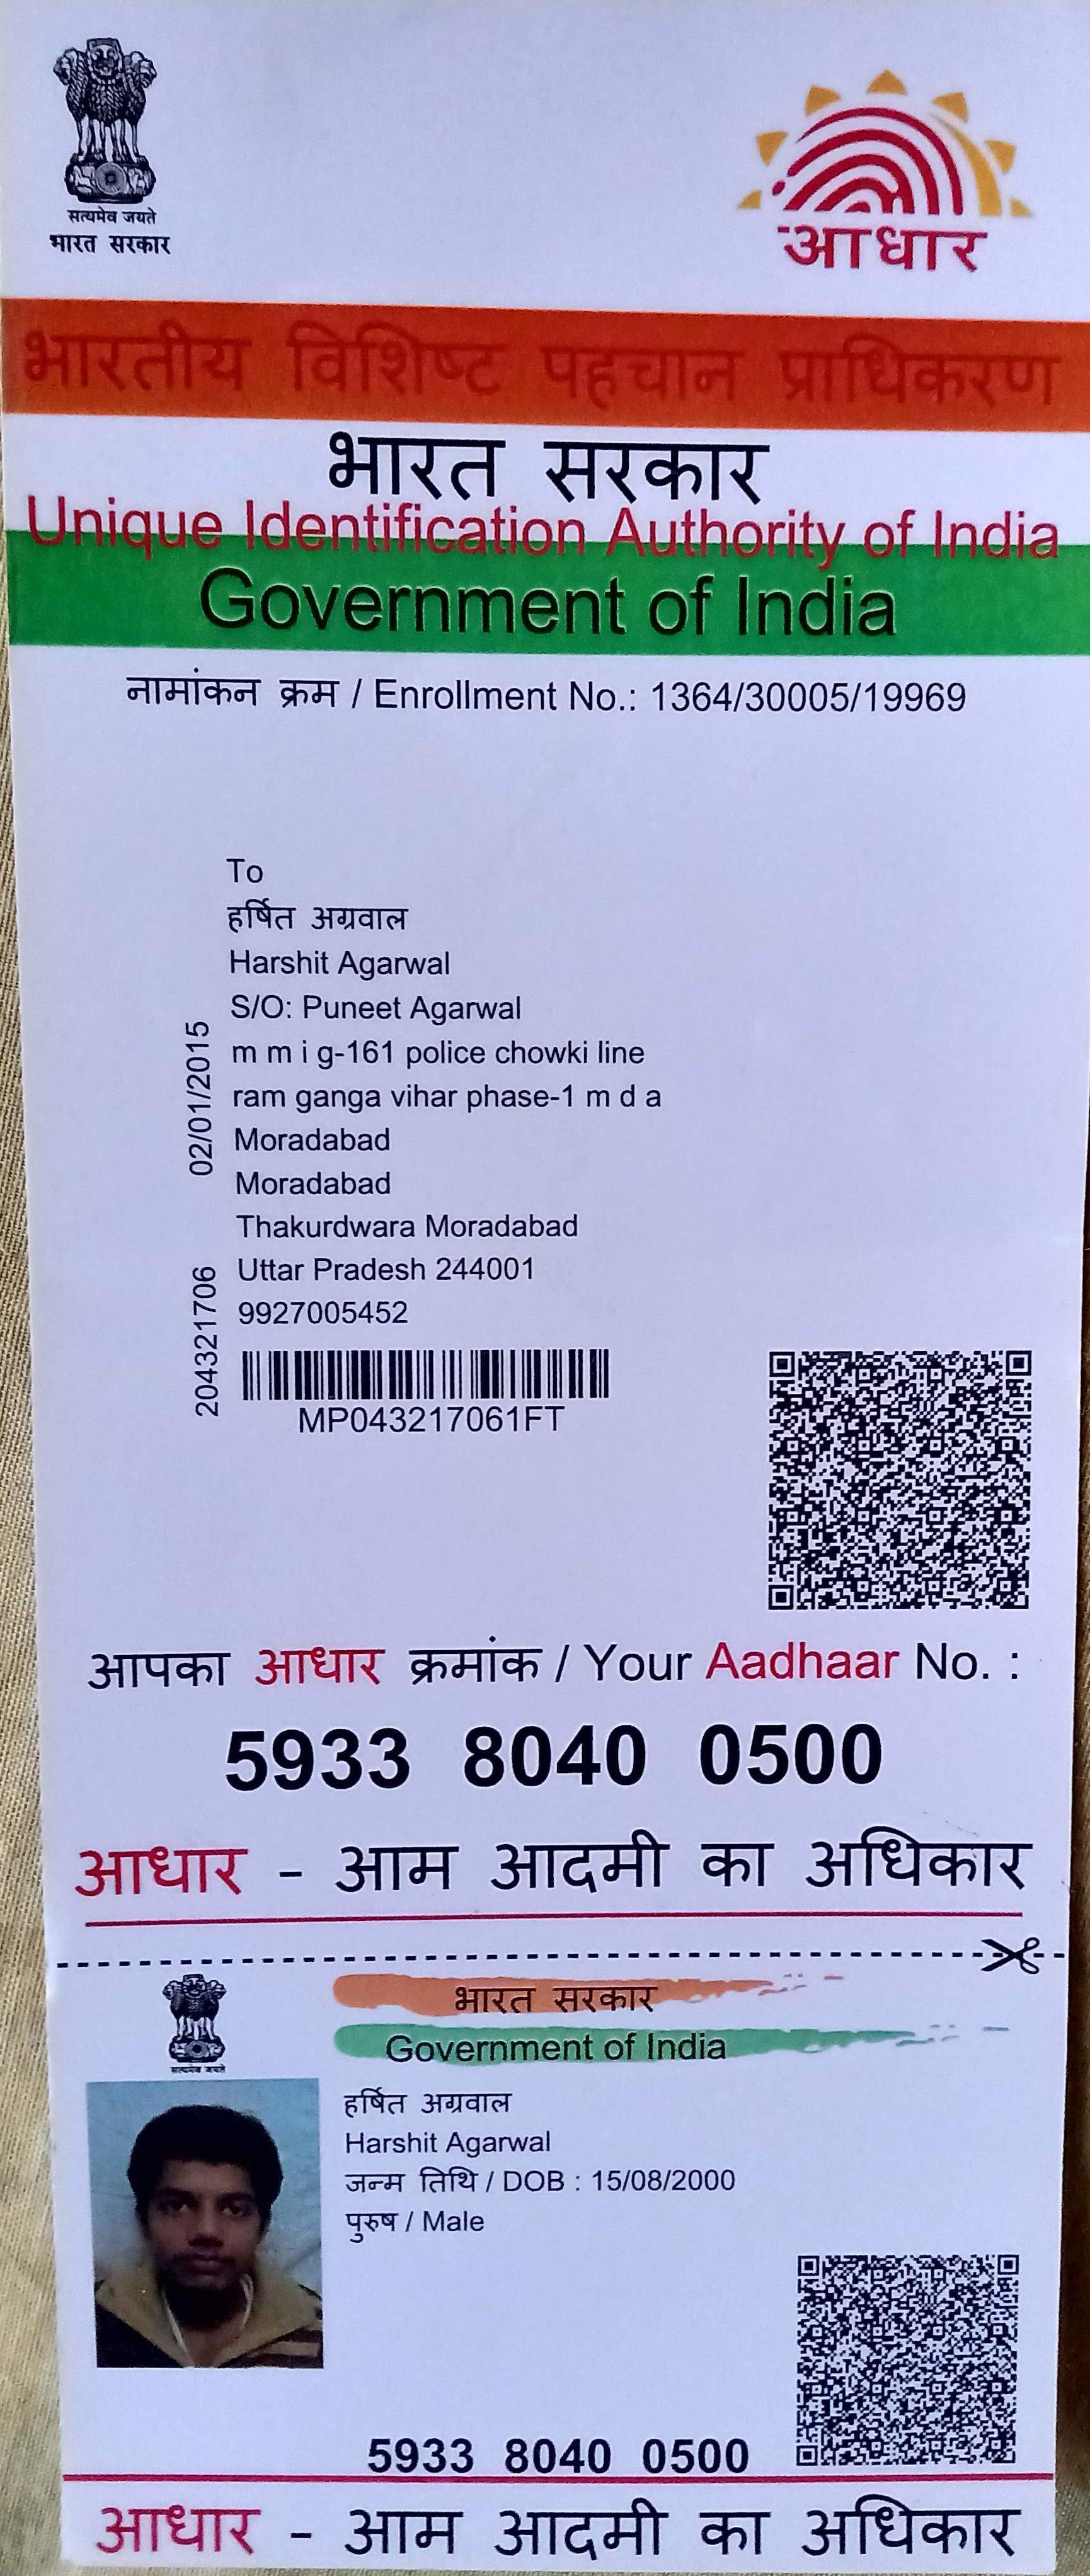 सत्यमेव जयते
भारत सरकार
आधार
भारतीय विशिष्ट पहचान प्राधिकरण
भारत सरकार
Unique Identification Authority of India
Government of India
नामांकन क्रम / Enrollment No.: 1364/30005/19969
To
हर्षित अग्रवाल
Harshit Agarwal
S/O: Puneet Agarwal
m m i g-161 police chowki line
ram ganga vihar phase-1 m d a
Moradabad
Moradabad
Thakurdwara Moradabad
Uttar Pradesh 244001
9927005452
02/01/2015
204321706
MP043217061FT
आपका आधार क्रमांक / Your Aadhaar No. :
5933 8040 0500
आधार - आम आदमी का अधिकार
सत्यमेव जयते
भारत सरकार
Government of India
हर्षित अग्रवाल
Harshit Agarwal
जन्म तिथि / DOB : 15/08/2000
पुरुष / Male
5933 8040 0500
आधार - आम आदमी का अधिकार